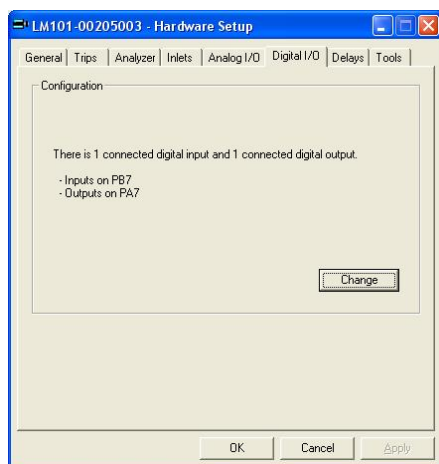 LM101-00205003 - Hardware Setup
General Trips Analyzer Inlets Analog I/O Digital I/O Delays Tools
Configuration
There is 1 connected digital input and 1 connected digital output.
- Inputs on PB7
- Outputs on PA7
Change
OK Cancel Apply